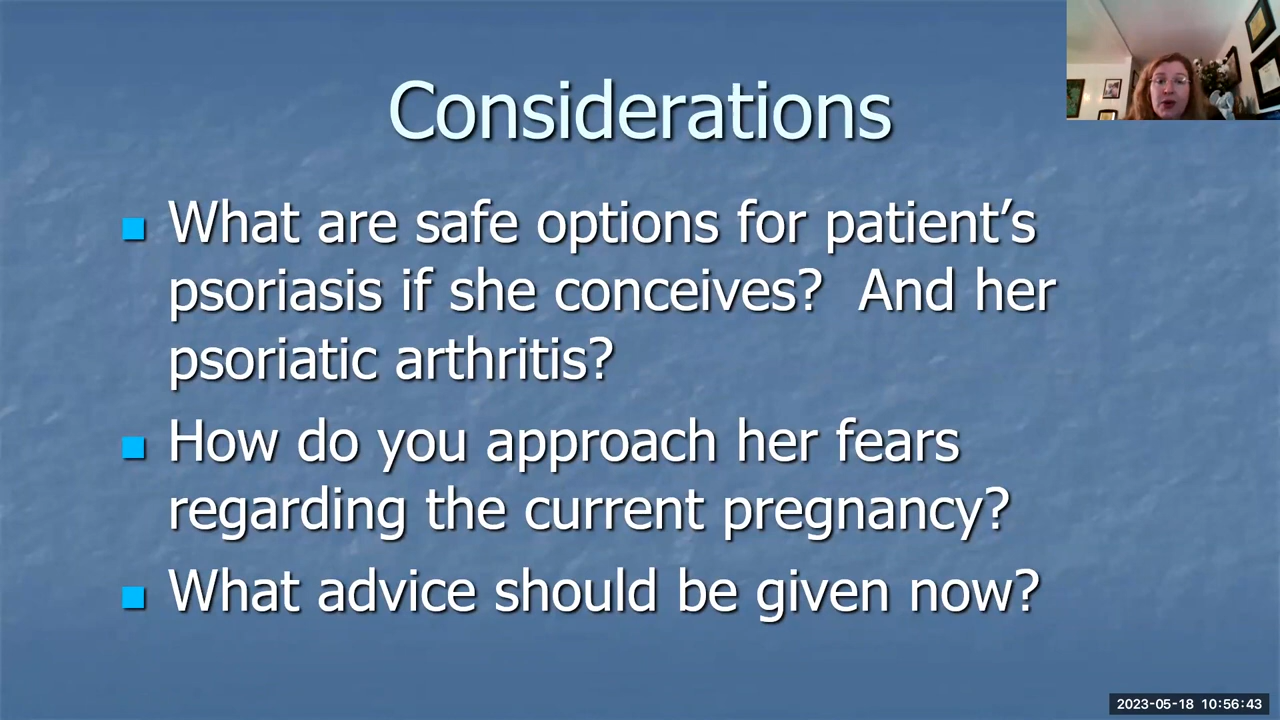 Considerations
What are safe options for patient’s
psoriasis if she conceives?  And her
psoriatic arthritis?
How do you approach her fears
regarding the current pregnancy?
What advice should be given now?
2023-05-18 10:56:43